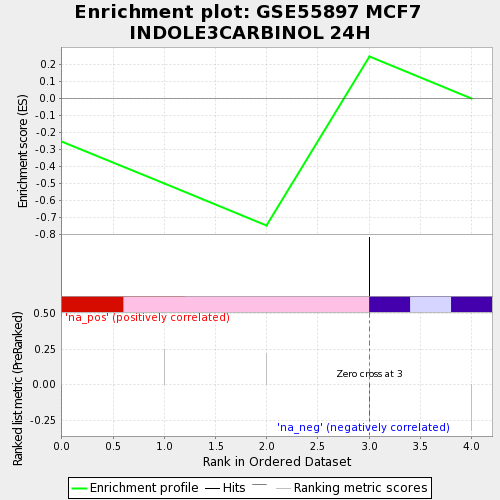 Enrichment plot: GSE55897 MCF7
INDOLE3CARBINOL 24H
Enrichment score (ES)
0.2
0.1
0.0
-0.1
-0.2
-0.3
-0.4
-0.5
-0.6
-0.7
-0.8
Ranked list metric (PreRanked)
0.50
0.25
0.00
-0.25
'na_pos' (positively correlated)
Zero cross at 3
'na_neg' (negatively correlated)
0.0 0.5 1.0 1.5 2.0 2.5 3.0 3.5 4.0
Rank in Ordered Dataset
Enrichment profile Hits Ranking metric scores